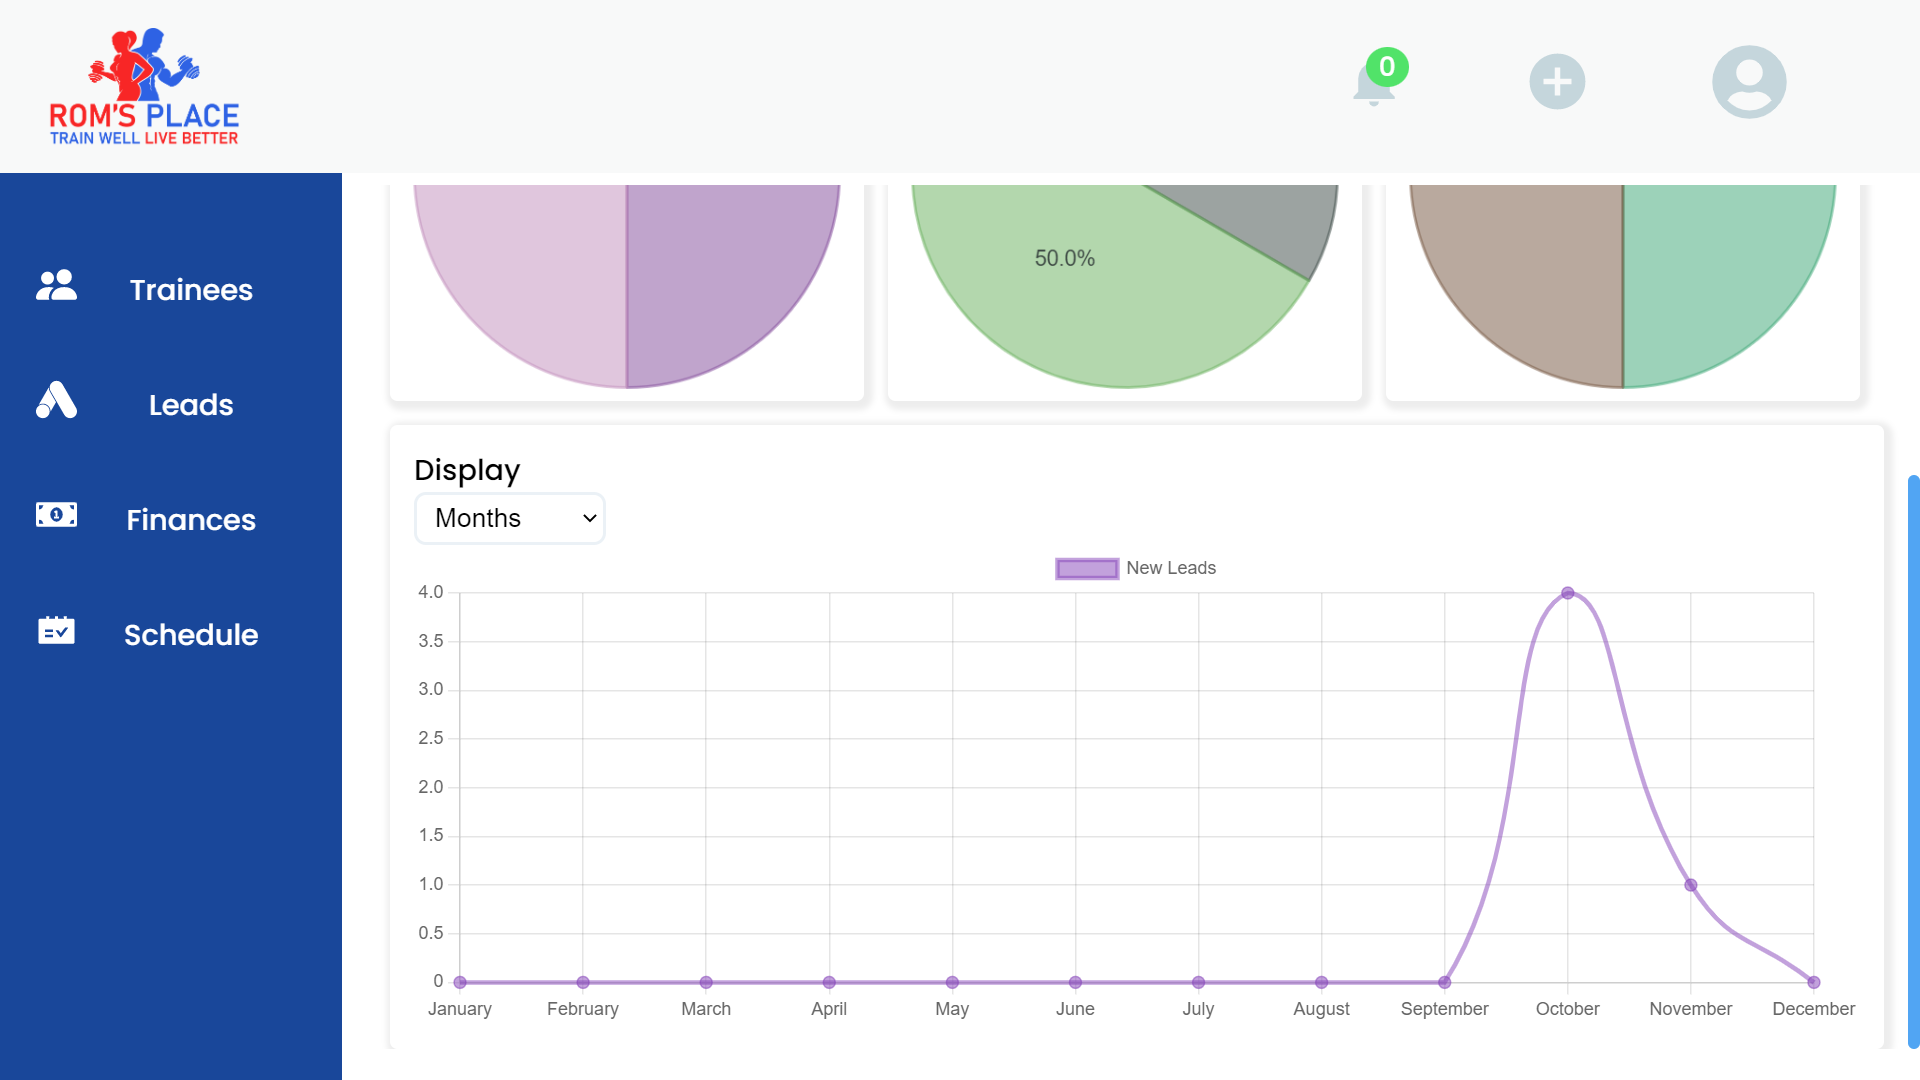 ROM'S PLACE
TRAIN WELL LIVE BETTER
0
Trainees
Leads
Finances
1
Schedule
50.0%
Display
Months
New Leads
4.0
3.5
3.0
2.5
2.0
1.5
1.0
0.5
0
January February March April May June July August September October November December